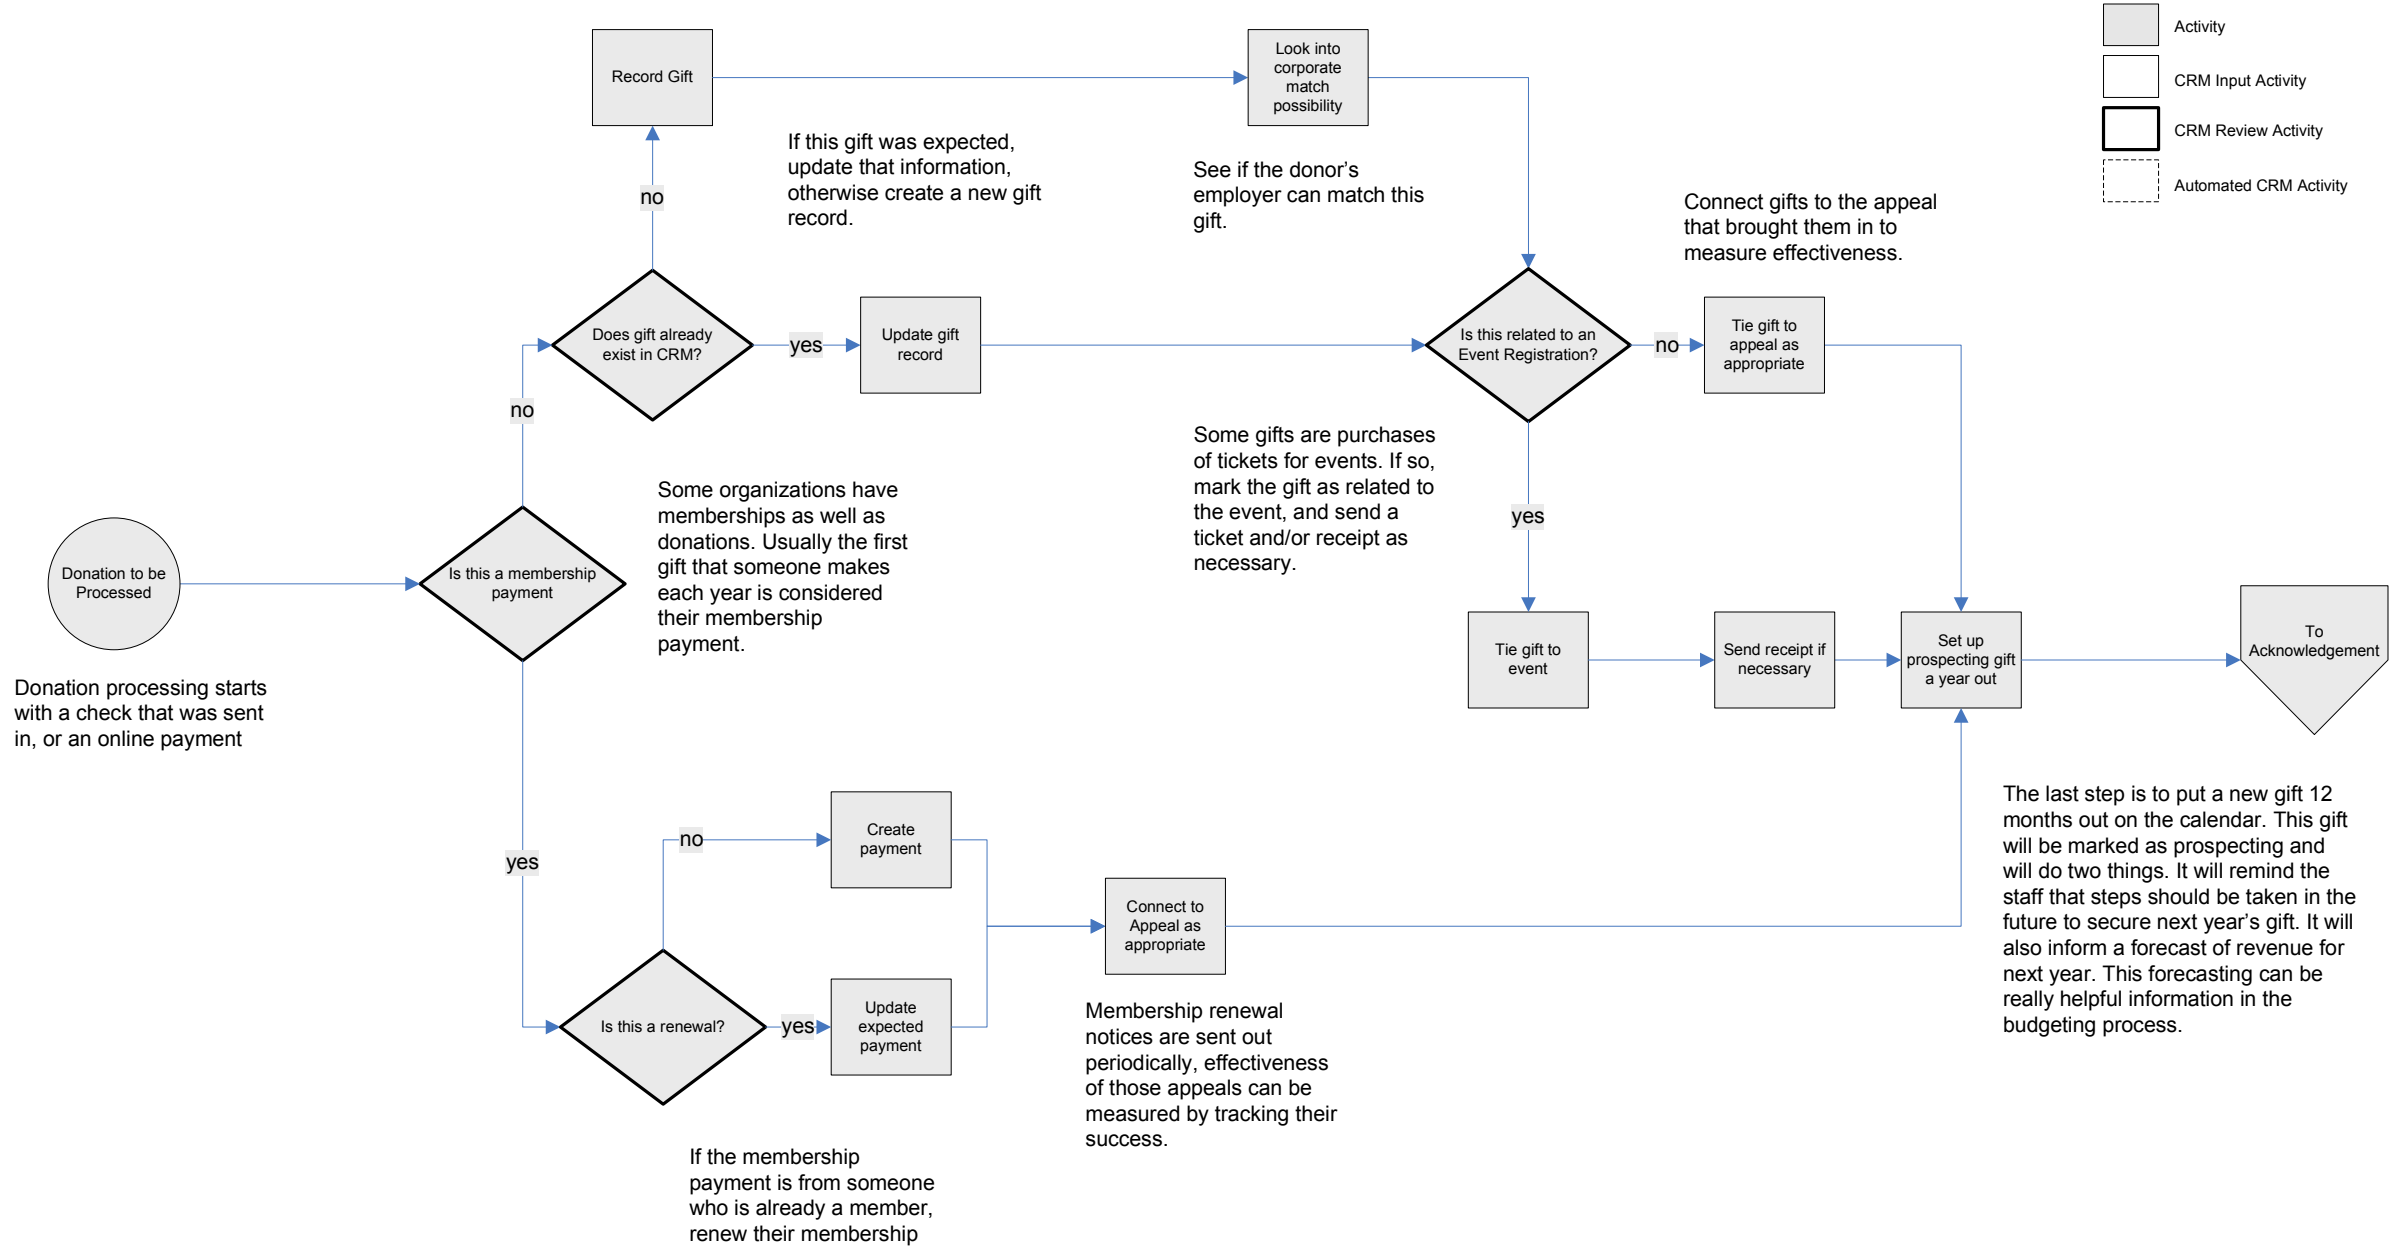 Activity
CRM Input Activity
CRM Review Activity
Automated CRM Activity
Record Gift
Look into
corporate
match
possibility
If this gift was expected,
update that information,
otherwise create a new gift
record.
See if the donor’s
employer can match this
gift.
no
Connect gifts to the appeal
that brought them in to
measure effectiveness.
Does gift already
exist in CRM?
yes
Update gift
record
Is this related to an
Event Registration?
no
Tie gift to
appeal as
appropriate
no
Some gifts are purchases
of tickets for events. If so,
mark the gift as related to
the event, and send a
ticket and/or receipt as
necessary.
yes
Some organizations have
memberships as well as
donations. Usually the first
gift that someone makes
each year is considered
their membership
payment.
Donation to be
Processed
Is this a membership
payment
Donation processing starts
with a check that was sent
in, or an online payment
Tie gift to
event
Send receipt if
necessary
Set up
prospecting gift
a year out
To
Acknowledgement
The last step is to put a new gift 12
months out on the calendar. This gift
will be marked as prospecting and
will do two things. It will remind the
staff that steps should be taken in the
future to secure next year’s gift. It will
also inform a forecast of revenue for
next year. This forecasting can be
really helpful information in the
budgeting process.
yes
no
Create
payment
Connect to
Appeal as
appropriate
Is this a renewal?
yes
Update
expected
payment
Membership renewal
notices are sent out
periodically, effectiveness
of those appeals can be
measured by tracking their
success.
If the membership
payment is from someone
who is already a member,
renew their membership